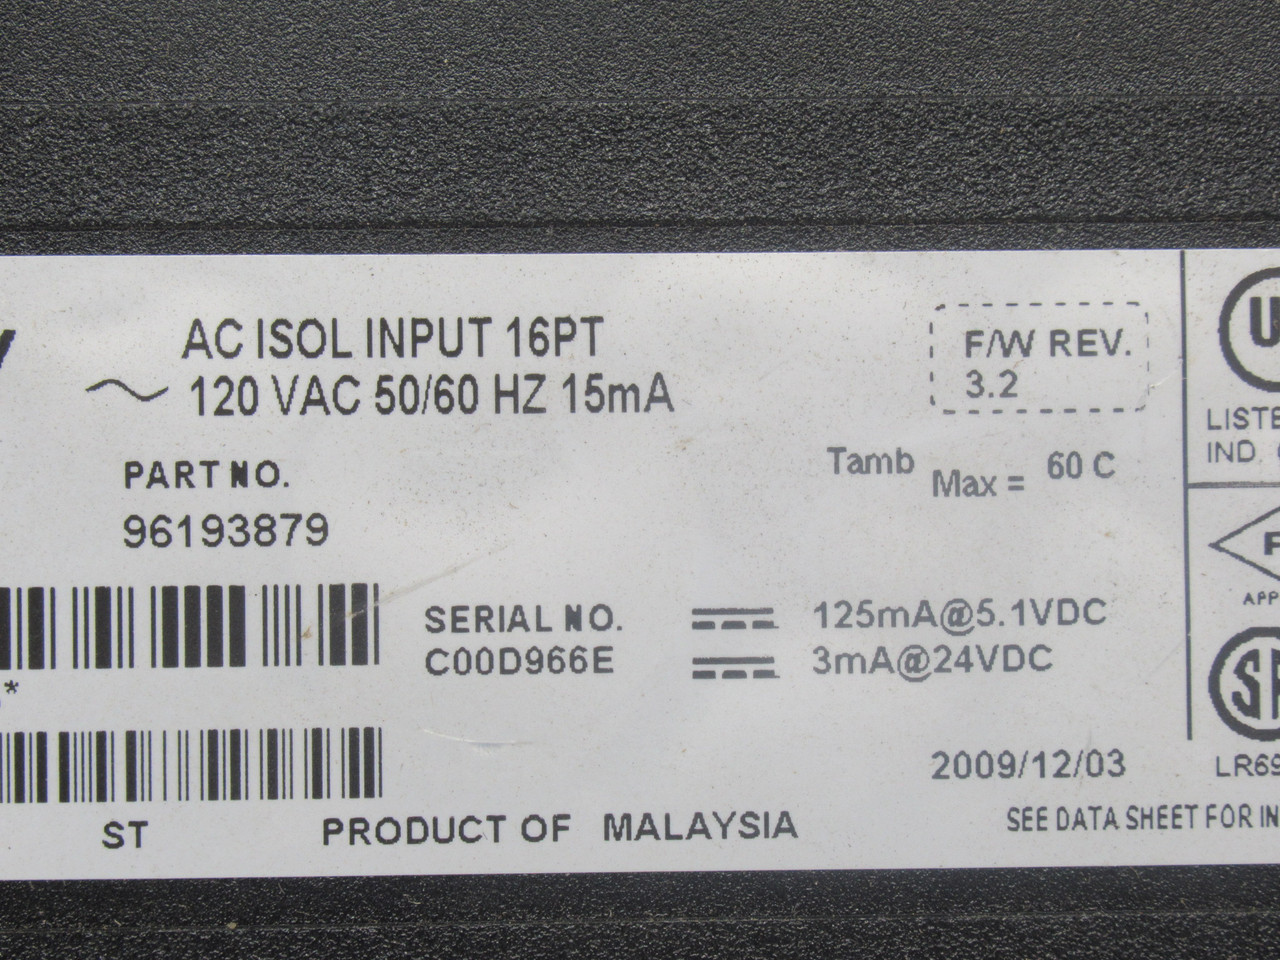 AC ISOL INPUT 16PT
120 VAC 50/60 HZ 15mA
F/W REV.
3.2
PART NO.
96193879
Tamb Max = 60 C
SERIAL NO.
C00D966E
125mA@5.1VDC
3mA@24VDC
*
2009/12/03
ST
PRODUCT OF MALAYSIA
IND
LR69
SEE DATA SHEET FOR